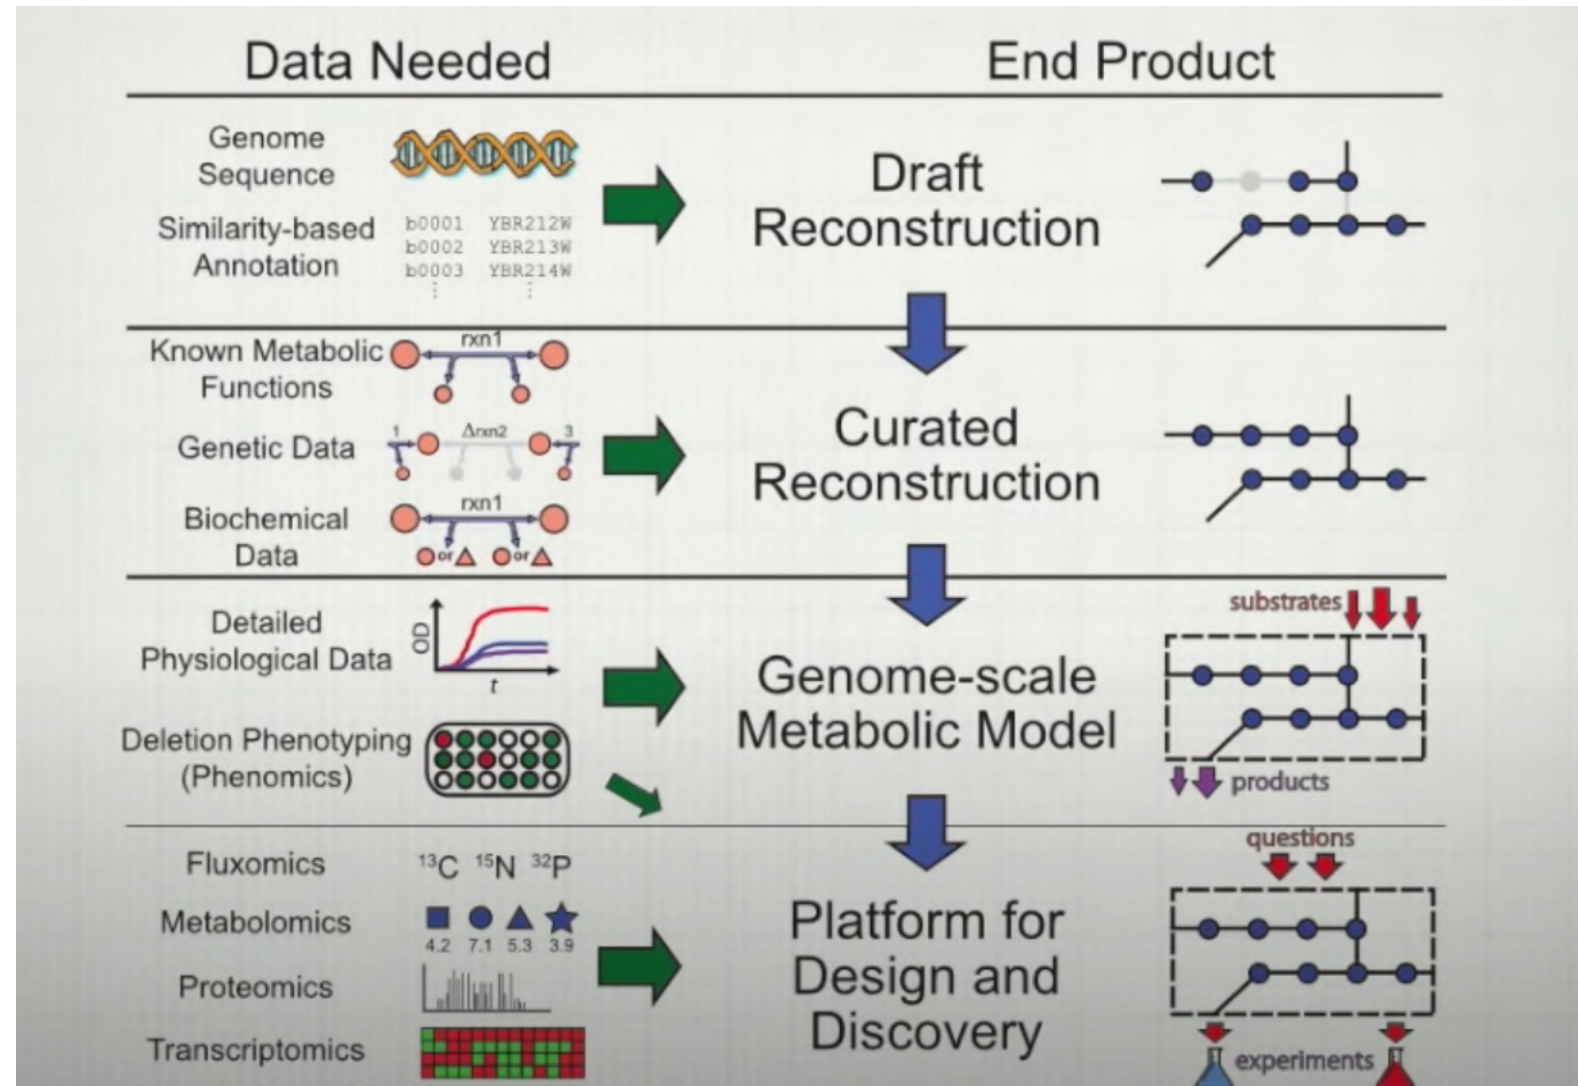 Data Needed
End Product
Genome
Sequence
Similarity-based
Annotation
b0001 YBR212W
b0002 YBR213W
b0003 YBR214W
Draft
Reconstruction
Known Metabolic
Functions
rxn1
Genetic Data
1 Δrxn2 3
Biochemical
Data
rxn1
or or
Curated
Reconstruction
Detailed
Physiological Data
OD
t
Deletion Phenotyping
(Phenomics)
Genome-scale
Metabolic Model
substrates
products
Fluxomics
¹³C ¹⁵N ³²P
Metabolomics
4.2 7.1 5.3 3.9
Proteomics
Transcriptomics
Platform for
Design and
Discovery
questions
experiments